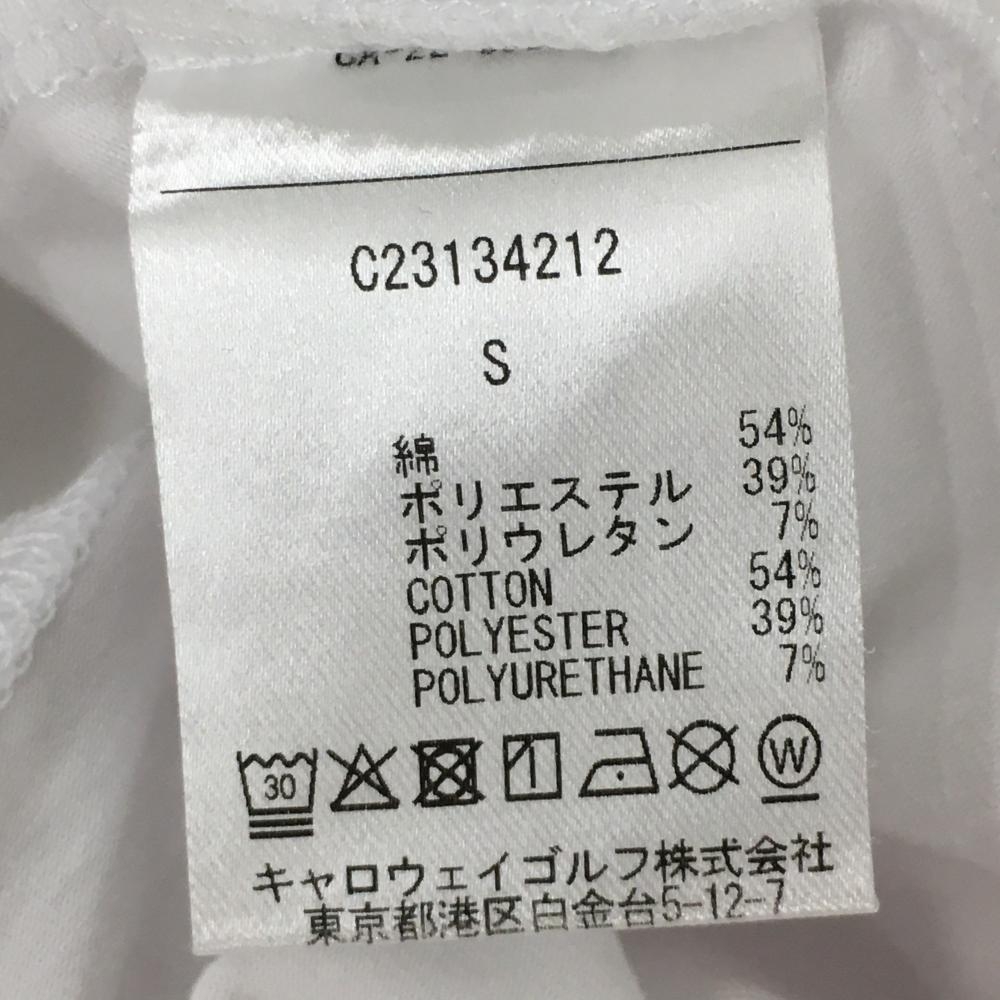 C23134212
S
綿 54%
ポリエステル 39%
ポリウレタン 7%
COTTON 54%
POLYESTER 39%
POLYURETHANE 7%
30 W
キャロウェイゴルフ株式会社
東京都港区白金台5-12-7